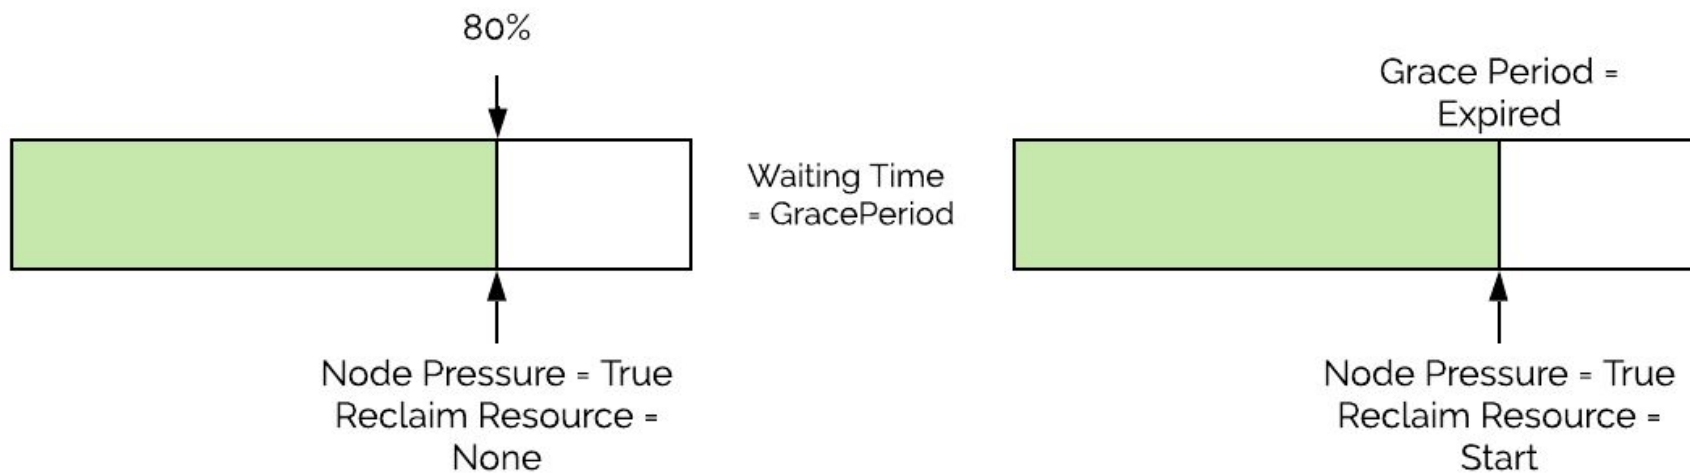 80%
Node Pressure = True
Reclaim Resource =
None
Waiting Time
= GracePeriod
Grace Period =
Expired
Node Pressure = True
Reclaim Resource =
Start